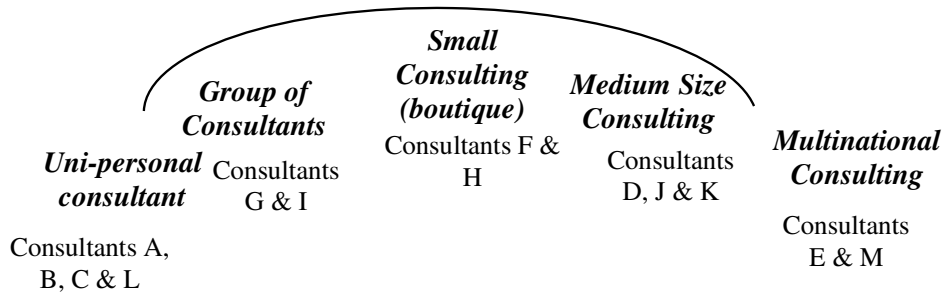 Uni-personal
consultant
Consultants A,
B, C & L
Group of
Consultants
Consultants
G & I
Small
Consulting
(boutique)
Consultants F &
H
Medium Size
Consulting
Consultants
D, J & K
Multinational
Consulting
Consultants
E & M